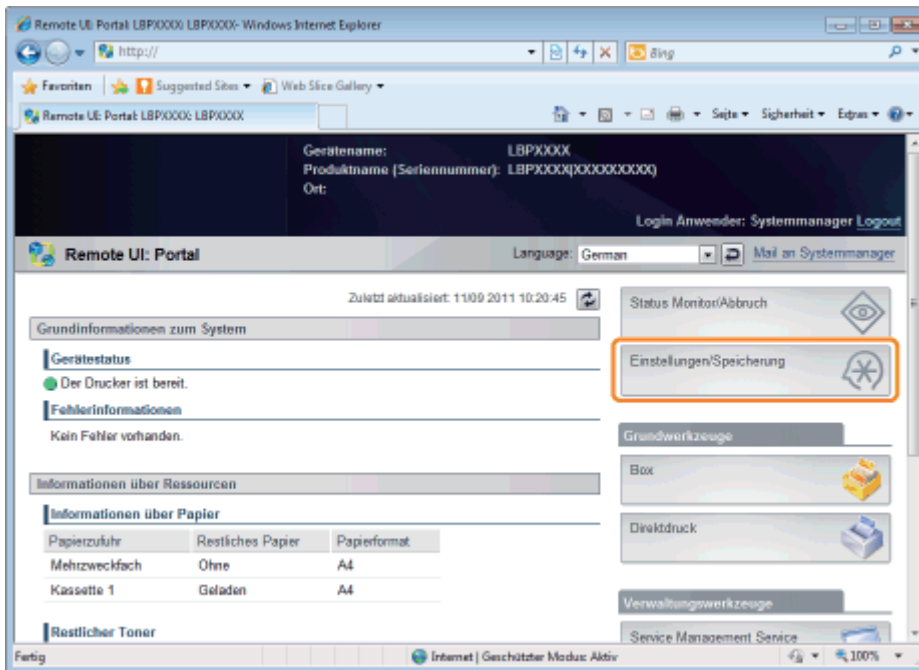 Remote UI: Portal: LBPXXXX: LBPXXXX- Windows Internet Explorer
http://
Bing
Favoriten
Suggested Sites
Web Slice Gallery
Remote UI: Portal: LBPXXXX: LBPXXXX
Seite
Sicherheit
Extras
Gerätename: LBPXXXX
Produktname (Seriennummer): LBPXXXX(XXXXXXXXX)
Ort:
Login Anwender: Systemmanager Logout
Remote UI: Portal
Language: German
Mail an Systemmanager
Zuletzt aktualisiert: 11/09 2011 10:20:45
Grundinformationen zum System
Gerätestatus
Der Drucker ist bereit.
Fehlerinformationen
Kein Fehler vorhanden.
Informationen über Ressourcen
Informationen über Papier
Papierzufuhr Restliches Papier Papierformat
Mehrzweckfach Ohne A4
Kassette 1 Geladen A4
Restlicher Toner
Status Monitor/Abbruch
Einstellungen/Speicherung
Grundwerkzeuge
Box
Direktdruck
Verwaltungswerkzeuge
Service Management Service
Fertig
Internet | Geschützter Modus: Aktiv
100%